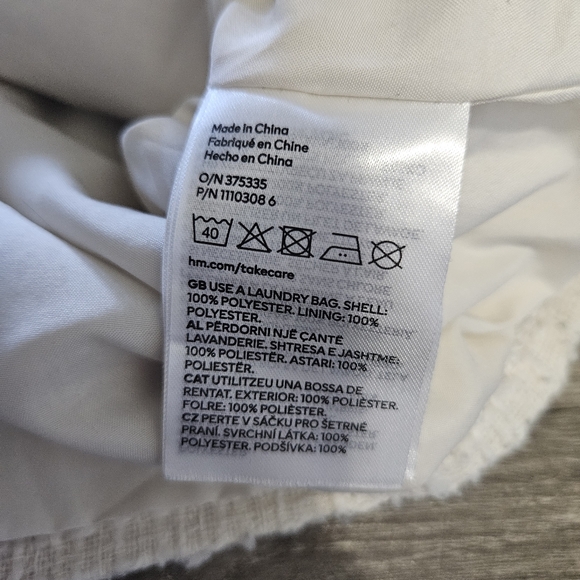 Made in China
Fabriqué en Chine
Hecho en China
O/N 375335
P/N 1110308 6
40
hm.com/takecare
GB USE A LAUNDRY BAG. SHELL:
100% POLYESTER. LINING: 100%
POLYESTER.
AL PËRDORNI NJË ÇANTË
LAVANDERIE. SHTRESA E JASHTME:
100% POLIESTËR. ASTARI: 100%
POLIESTËR.
CAT UTILITZEU UNA BOSSA DE
RENTAT. EXTERIOR: 100% POLIÈSTER.
FOLRE: 100% POLIÈSTER.
CZ PERTE V SÁČKU PRO ŠETRNÉ
PRANÍ. SVRCHNÍ LÁTKA: 100%
POLYESTER. PODŠÍVKA: 100%